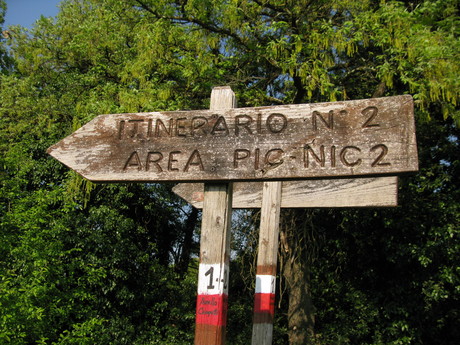 ITINERARIO N° 2
AREA PIC-NIC 2
1